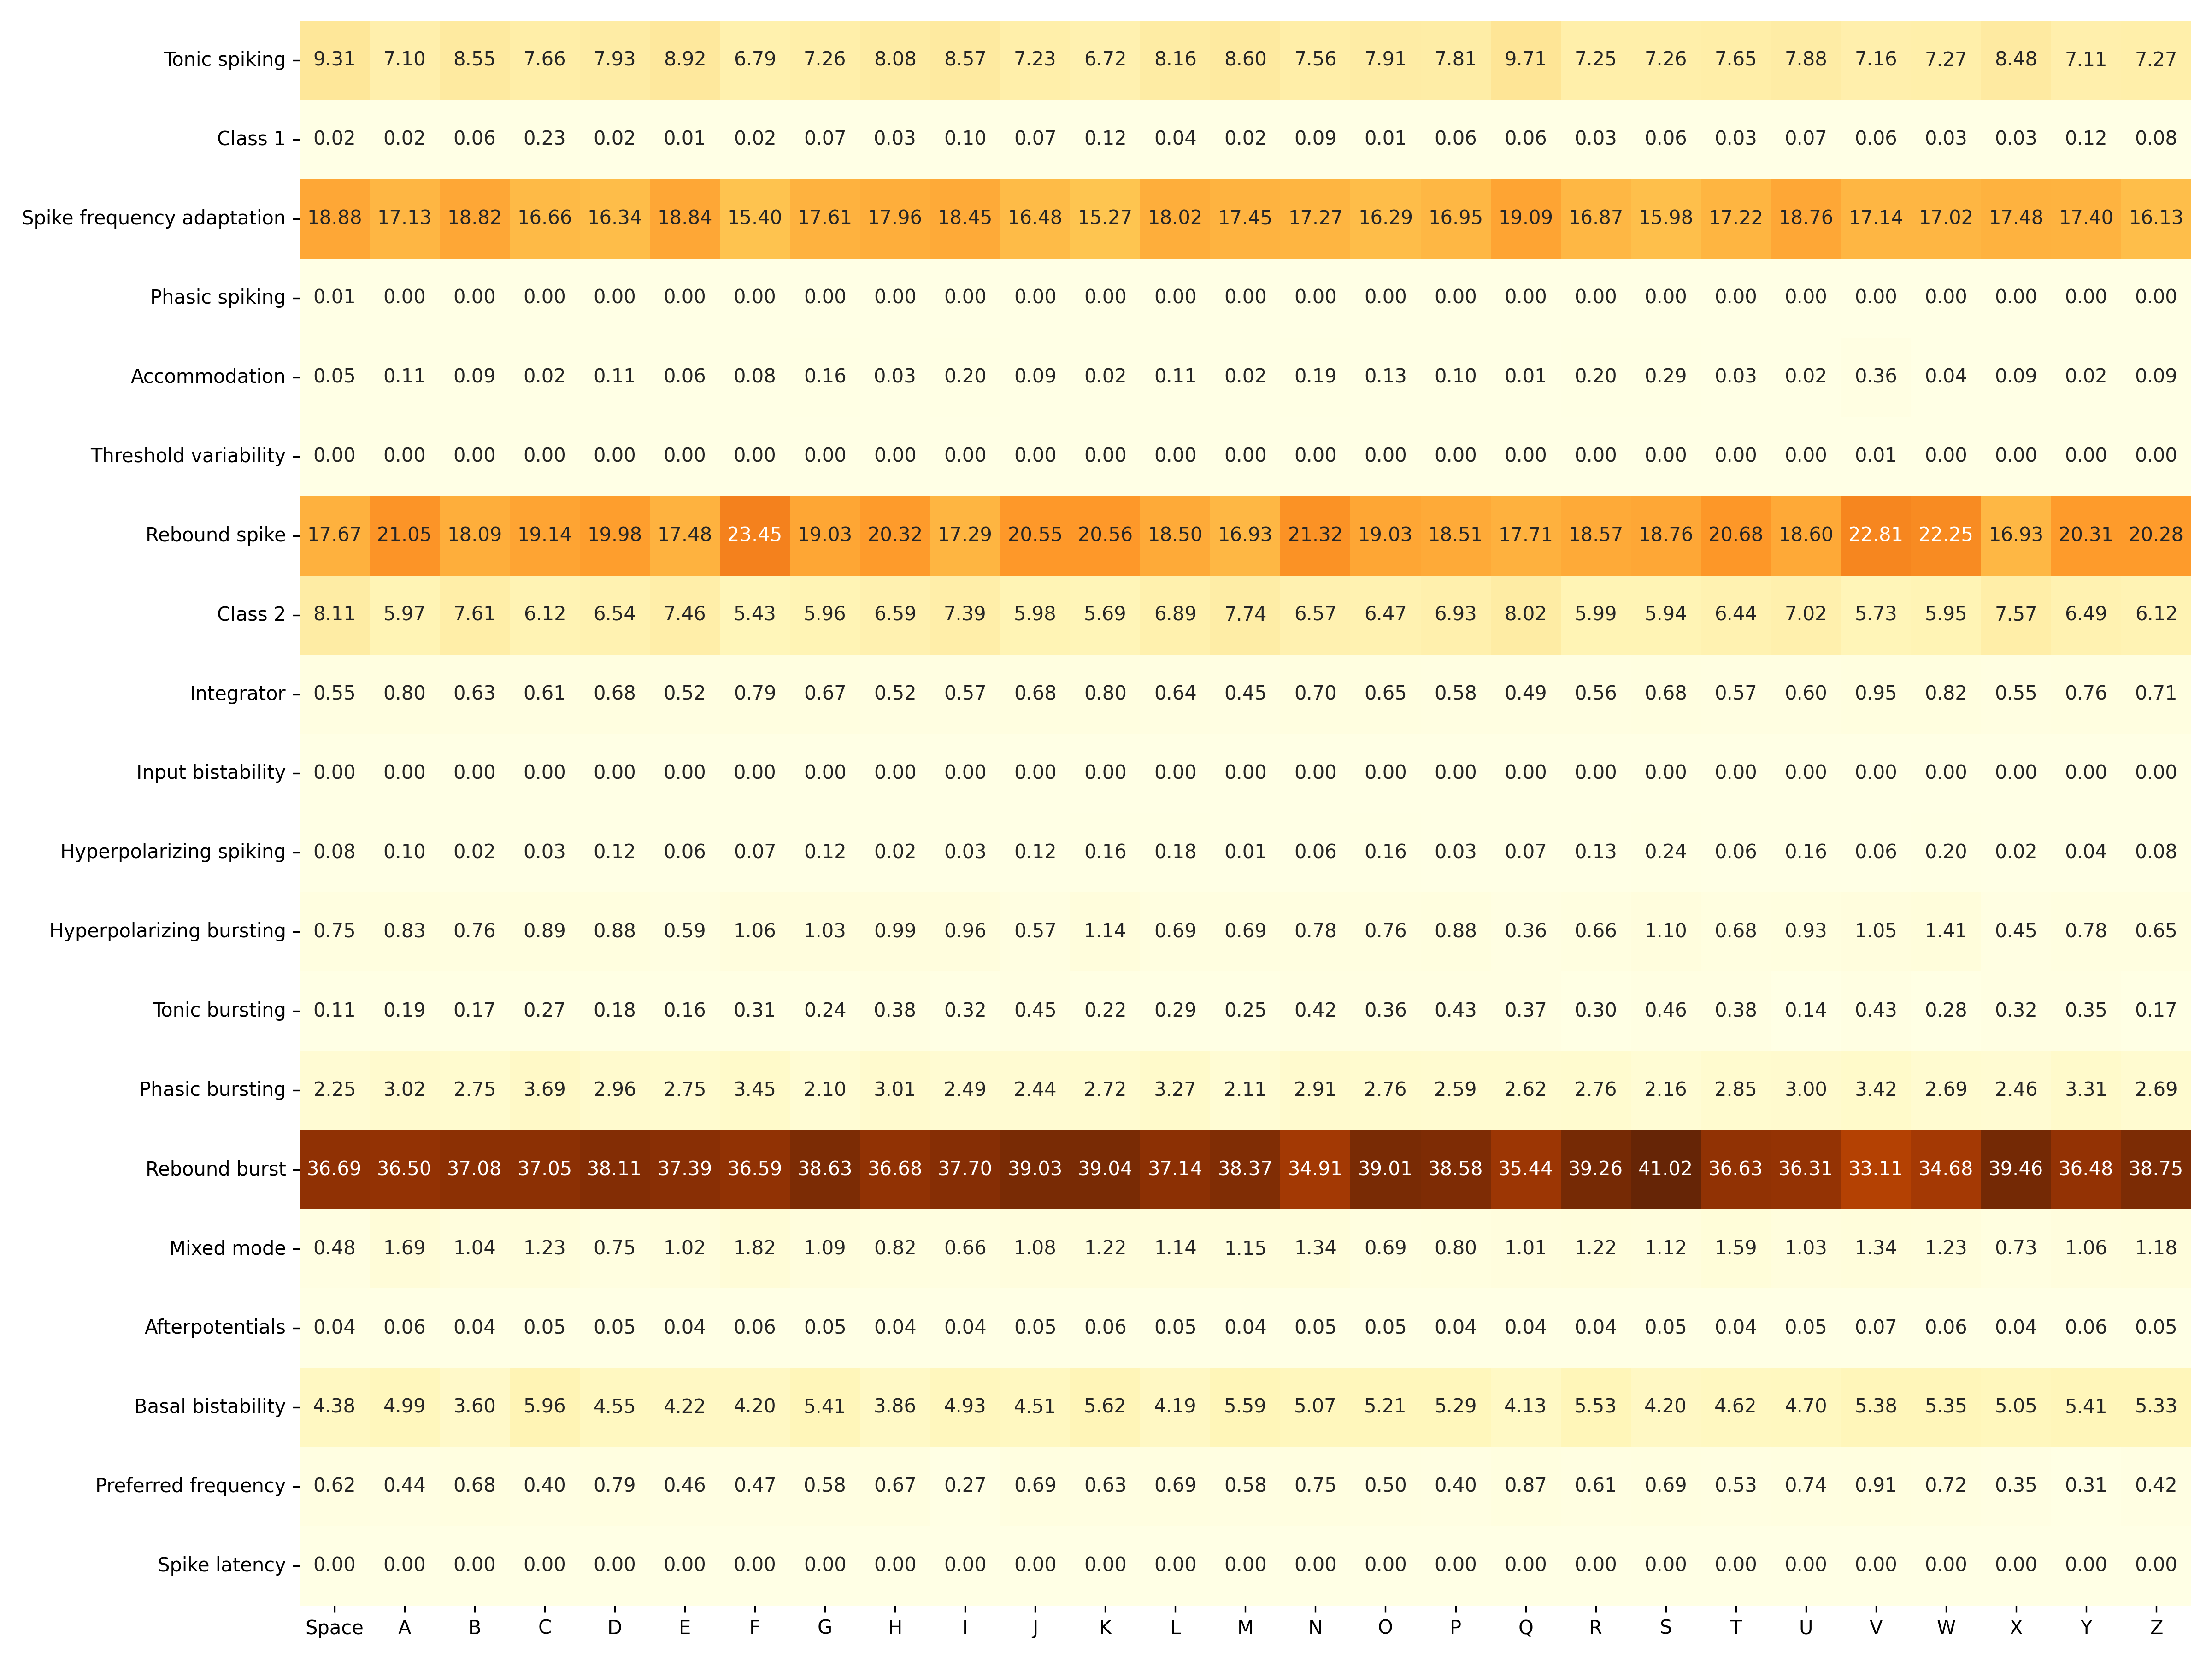 Tonic spiking 9.31 7.10 8.55 7.66 7.93 8.92 6.79 7.26 8.08 8.57 7.23 6.72 8.16 8.60 7.56 7.91 7.81 9.71 7.25 7.26 7.65 7.88 7.16 7.27 8.48 7.11 7.27
Class 1 0.02 0.02 0.06 0.23 0.02 0.01 0.02 0.07 0.03 0.10 0.07 0.12 0.04 0.02 0.09 0.01 0.06 0.06 0.03 0.06 0.03 0.07 0.06 0.03 0.03 0.12 0.08
Spike frequency adaptation 18.88 17.13 18.82 16.66 16.34 18.84 15.40 17.61 17.96 18.45 16.48 15.27 18.02 17.45 17.27 16.29 16.95 19.09 16.87 15.98 17.22 18.76 17.14 17.02 17.48 17.40 16.13
Phasic spiking 0.01 0.00 0.00 0.00 0.00 0.00 0.00 0.00 0.00 0.00 0.00 0.00 0.00 0.00 0.00 0.00 0.00 0.00 0.00 0.00 0.00 0.00 0.00 0.00 0.00 0.00 0.00
Accommodation 0.05 0.11 0.09 0.02 0.11 0.06 0.08 0.16 0.03 0.20 0.09 0.02 0.11 0.02 0.19 0.13 0.10 0.01 0.20 0.29 0.03 0.02 0.36 0.04 0.09 0.02 0.09
Threshold variability 0.00 0.00 0.00 0.00 0.00 0.00 0.00 0.00 0.00 0.00 0.00 0.00 0.00 0.00 0.00 0.00 0.00 0.00 0.00 0.00 0.00 0.00 0.01 0.00 0.00 0.00 0.00
Rebound spike 17.67 21.05 18.09 19.14 19.98 17.48 23.45 19.03 20.32 17.29 20.55 20.56 18.50 16.93 21.32 19.03 18.51 17.71 18.57 18.76 20.68 18.60 22.81 22.25 16.93 20.31 20.28
Class 2 8.11 5.97 7.61 6.12 6.54 7.46 5.43 5.96 6.59 7.39 5.98 5.69 6.89 7.74 6.57 6.47 6.93 8.02 5.99 5.94 6.44 7.02 5.73 5.95 7.57 6.49 6.12
Integrator 0.55 0.80 0.63 0.61 0.68 0.52 0.79 0.67 0.52 0.57 0.68 0.80 0.64 0.45 0.70 0.65 0.58 0.49 0.56 0.68 0.57 0.60 0.95 0.82 0.55 0.76 0.71
Input bistability 0.00 0.00 0.00 0.00 0.00 0.00 0.00 0.00 0.00 0.00 0.00 0.00 0.00 0.00 0.00 0.00 0.00 0.00 0.00 0.00 0.00 0.00 0.00 0.00 0.00 0.00 0.00
Hyperpolarizing spiking 0.08 0.10 0.02 0.03 0.12 0.06 0.07 0.12 0.02 0.03 0.12 0.16 0.18 0.01 0.06 0.16 0.03 0.07 0.13 0.24 0.06 0.16 0.06 0.20 0.02 0.04 0.08
Hyperpolarizing bursting 0.75 0.83 0.76 0.89 0.88 0.59 1.06 1.03 0.99 0.96 0.57 1.14 0.69 0.69 0.78 0.76 0.88 0.36 0.66 1.10 0.68 0.93 1.05 1.41 0.45 0.78 0.65
Tonic bursting 0.11 0.19 0.17 0.27 0.18 0.16 0.31 0.24 0.38 0.32 0.45 0.22 0.29 0.25 0.42 0.36 0.43 0.37 0.30 0.46 0.38 0.14 0.43 0.28 0.32 0.35 0.17
Phasic bursting 2.25 3.02 2.75 3.69 2.96 2.75 3.45 2.10 3.01 2.49 2.44 2.72 3.27 2.11 2.91 2.76 2.59 2.62 2.76 2.16 2.85 3.00 3.42 2.69 2.46 3.31 2.69
Rebound burst 36.69 36.50 37.08 37.05 38.11 37.39 36.59 38.63 36.68 37.70 39.03 39.04 37.14 38.37 34.91 39.01 38.58 35.44 39.26 41.02 36.63 36.31 33.11 34.68 39.46 36.48 38.75
Mixed mode 0.48 1.69 1.04 1.23 0.75 1.02 1.82 1.09 0.82 0.66 1.08 1.22 1.14 1.15 1.34 0.69 0.80 1.01 1.22 1.12 1.59 1.03 1.34 1.23 0.73 1.06 1.18
Afterpotentials 0.04 0.06 0.04 0.05 0.05 0.04 0.06 0.05 0.04 0.04 0.05 0.06 0.05 0.04 0.05 0.05 0.04 0.04 0.04 0.05 0.04 0.05 0.07 0.06 0.04 0.06 0.05
Basal bistability 4.38 4.99 3.60 5.96 4.55 4.22 4.20 5.41 3.86 4.93 4.51 5.62 4.19 5.59 5.07 5.21 5.29 4.13 5.53 4.20 4.62 4.70 5.38 5.35 5.05 5.41 5.33
Preferred frequency 0.62 0.44 0.68 0.40 0.79 0.46 0.47 0.58 0.67 0.27 0.69 0.63 0.69 0.58 0.75 0.50 0.40 0.87 0.61 0.69 0.53 0.74 0.91 0.72 0.35 0.31 0.42
Spike latency 0.00 0.00 0.00 0.00 0.00 0.00 0.00 0.00 0.00 0.00 0.00 0.00 0.00 0.00 0.00 0.00 0.00 0.00 0.00 0.00 0.00 0.00 0.00 0.00 0.00 0.00 0.00
Space A B C D E F G H I J K L M N O P Q R S T U V W X Y Z